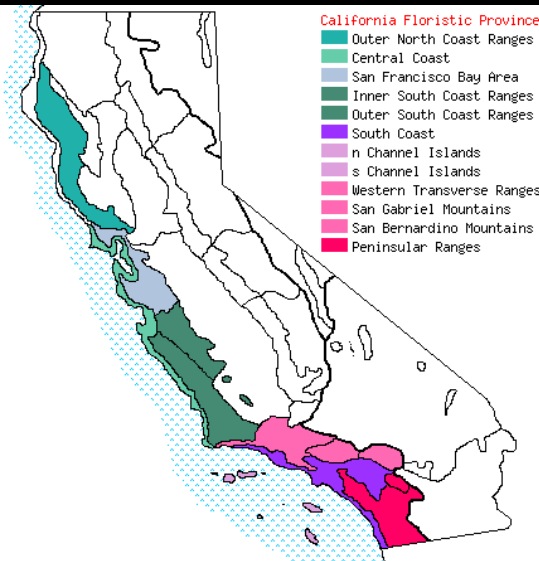 California Floristic Province
Outer North Coast Ranges
Central Coast
San Francisco Bay Area
Inner South Coast Ranges
Outer South Coast Ranges
South Coast
n Channel Islands
s Channel Islands
Western Transverse Ranges
San Gabriel Mountains
San Bernardino Mountains
Peninsular Ranges